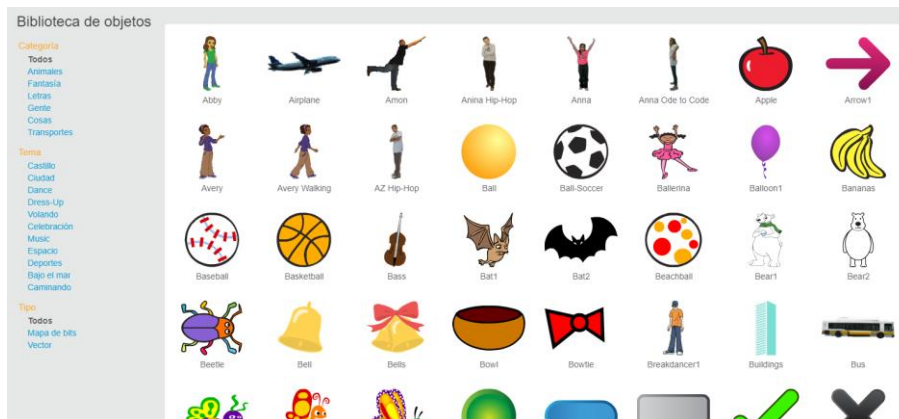 Biblioteca de objetos
Categoría
Todos
Animales
Fantasía
Letras
Gente
Cosas
Transportes
Tema
Castillo
Ciudad
Dance
Dress-Up
Volando
Celebración
Music
Espacio
Deportes
Bajo el mar
Caminando
Tipo
Todos
Mapa de bits
Vector
Abby Airplane Amon Anina Hip-Hop Anna Anna Ode to Code Apple Arrow1
Avery Avery Walking AZ Hip-Hop Ball Ball-Soccer Ballerina Balloon1 Bananas
Baseball Basketball Bass Bat1 Bat2 Beachball Bear1 Bear2
Beetle Bell Bells Bowl Bowtie Breakdancer1 Buildings Bus